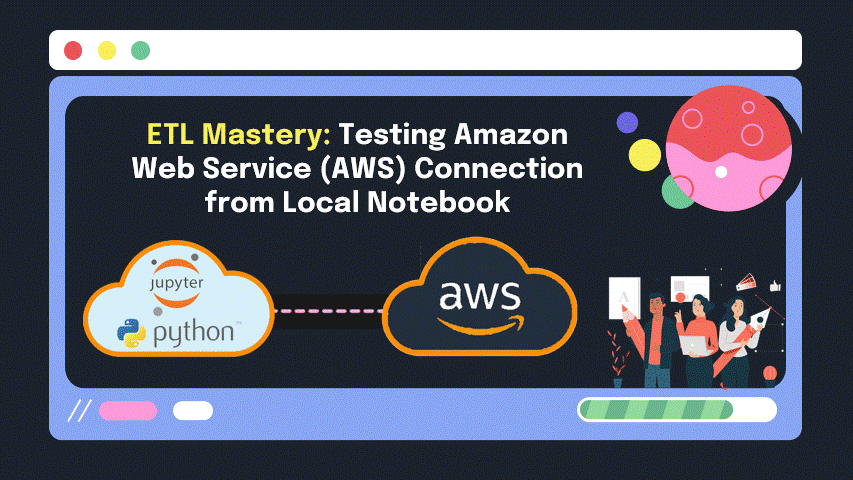 ETL Mastery: Testing Amazon
Web Service (AWS) Connection
from Local Notebook
jupyter
python™
aws
A